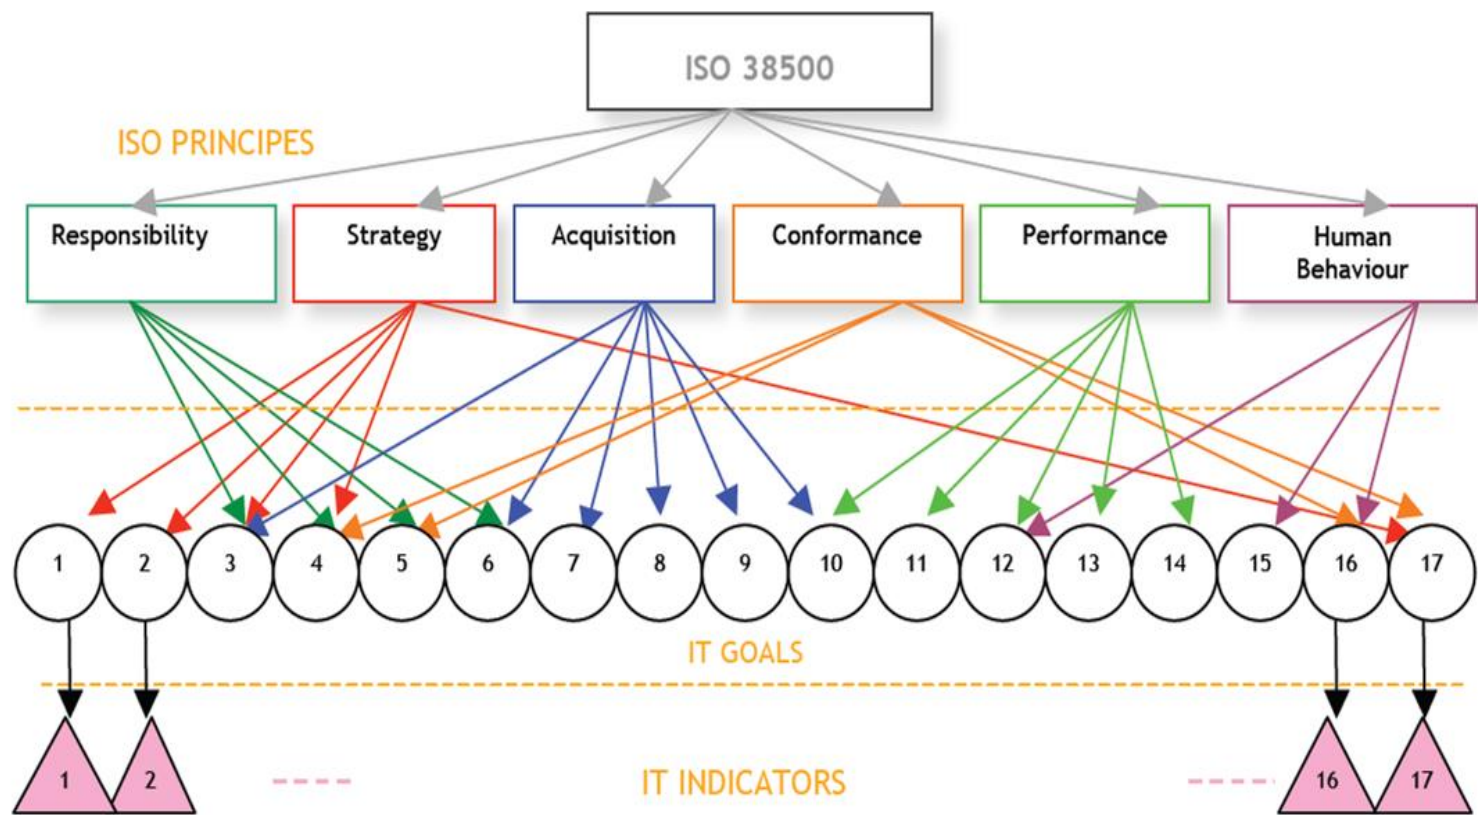 ISO 38500
ISO PRINCIPES
Responsibility
Strategy
Acquisition
Conformance
Performance
Human
Behaviour
1
2
3
4
5
6
7
8
9
10
11
12
13
14
15
16
17
IT GOALS
1
2
IT INDICATORS
16
17